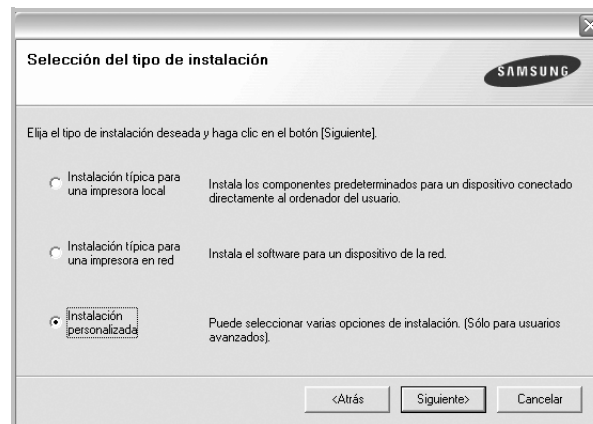 Selección del tipo de instalación
SAMSUNG
Elija el tipo de instalación deseada y haga clic en el botón [Siguiente].
Instalación típica para
una impresora local
Instala los componentes predeterminados para un dispositivo conectado
directamente al ordenador del usuario.
Instalación típica para
una impresora en red
Instala el software para un dispositivo de la red.
Instalación
personalizada
Puede seleccionar varias opciones de instalación. (Sólo para usuarios
avanzados).
<Atrás
Siguiente>
Cancelar